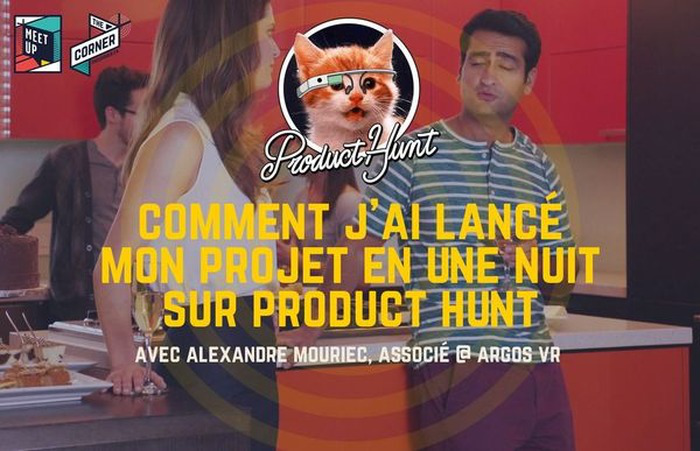 MEET
UP
THE
CORNER
Product Hunt
COMMENT J'AI LANCÉ
MON PROJET EN UNE NUIT
SUR PRODUCT HUNT
AVEC ALEXANDRE MOURIEC, ASSOCIÉ @ ARGOS VR